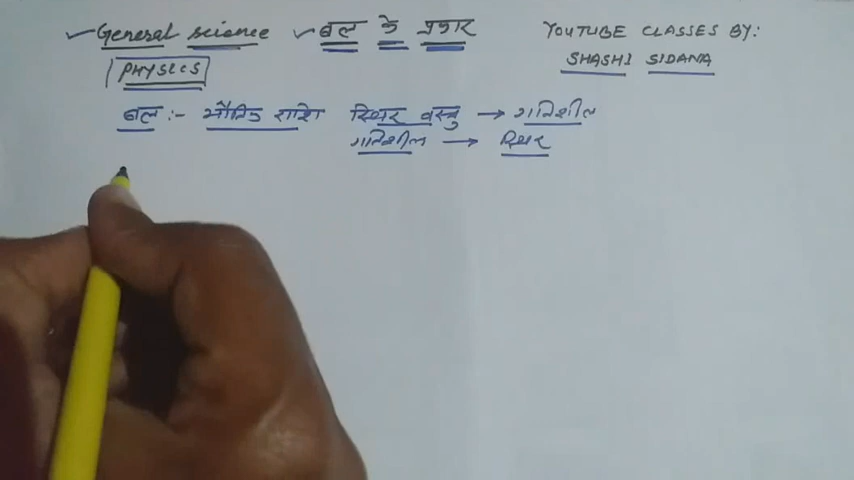 General science बल के प्रकार YOUTUBE CLASSES BY:
PHYSICS SHASHI SIDANA
बल :- भौतिक राशि स्थिर वस्तु → गतिशील
गतिशील → स्थिर